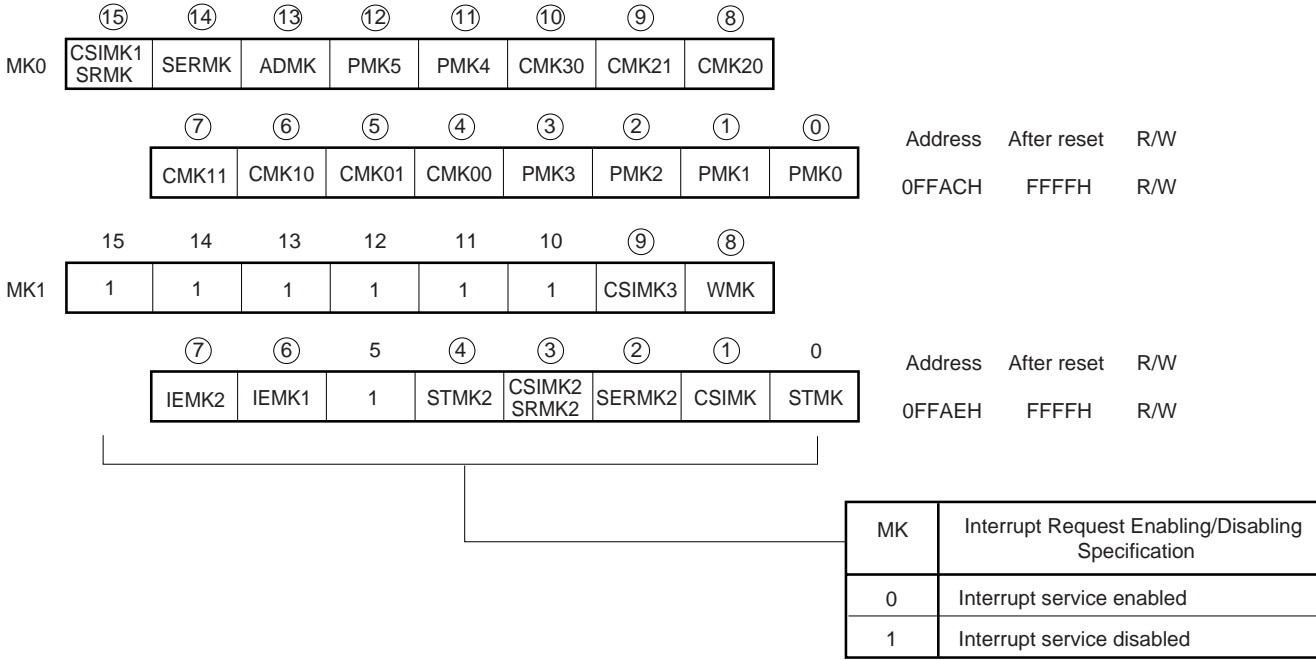 ⑮ ⑭ ⑬ ⑫ ⑪ ⑩ ⑨ ⑧
MK0 CSIMK1 SRMK SERMK ADMK PMK5 PMK4 CMK30 CMK21 CMK20
⑦ ⑥ ⑤ ④ ③ ② ① ⓪ Address After reset R/W
CMK11 CMK10 CMK01 CMK00 PMK3 PMK2 PMK1 PMK0 0FFACH FFFFH R/W
15 14 13 12 11 10 ⑨ ⑧
MK1 1 1 1 1 1 1 CSIMK3 WMK
⑦ ⑥ 5 ④ ③ ② ① 0 Address After reset R/W
IEMK2 IEMK1 1 STMK2 CSIMK2 SRMK2 SERMK2 CSIMK STMK 0FFAEH FFFFH R/W
MK Interrupt Request Enabling/Disabling
Specification
0 Interrupt service enabled
1 Interrupt service disabled